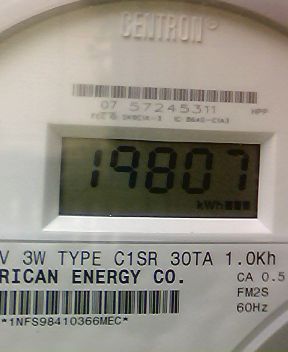 CENTRON®
07 57245311 HPP
19807
kWh
V 3W TYPE C1SR 30TA 1.0Kh
RICAN ENERGY CO.
CA 0.5
FM2S
60Hz
*1NFS98410366MEC*